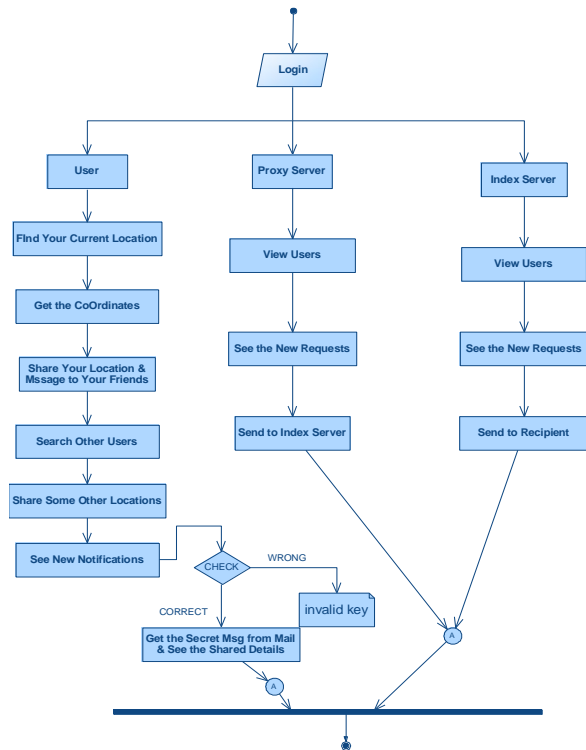 Login
User
Proxy Server
Index Server
FInd Your Current Location
View Users
View Users
Get the CoOrdinates
See the New Requests
See the New Requests
Share Your Location &
Mssage to Your Friends
Search Other Users
Send to Index Server
Send to Recipient
Share Some Other Locations
See New Notifications
CHECK
WRONG
invalid key
CORRECT
Get the Secret Msg from Mail
& See the Shared Details
A
A